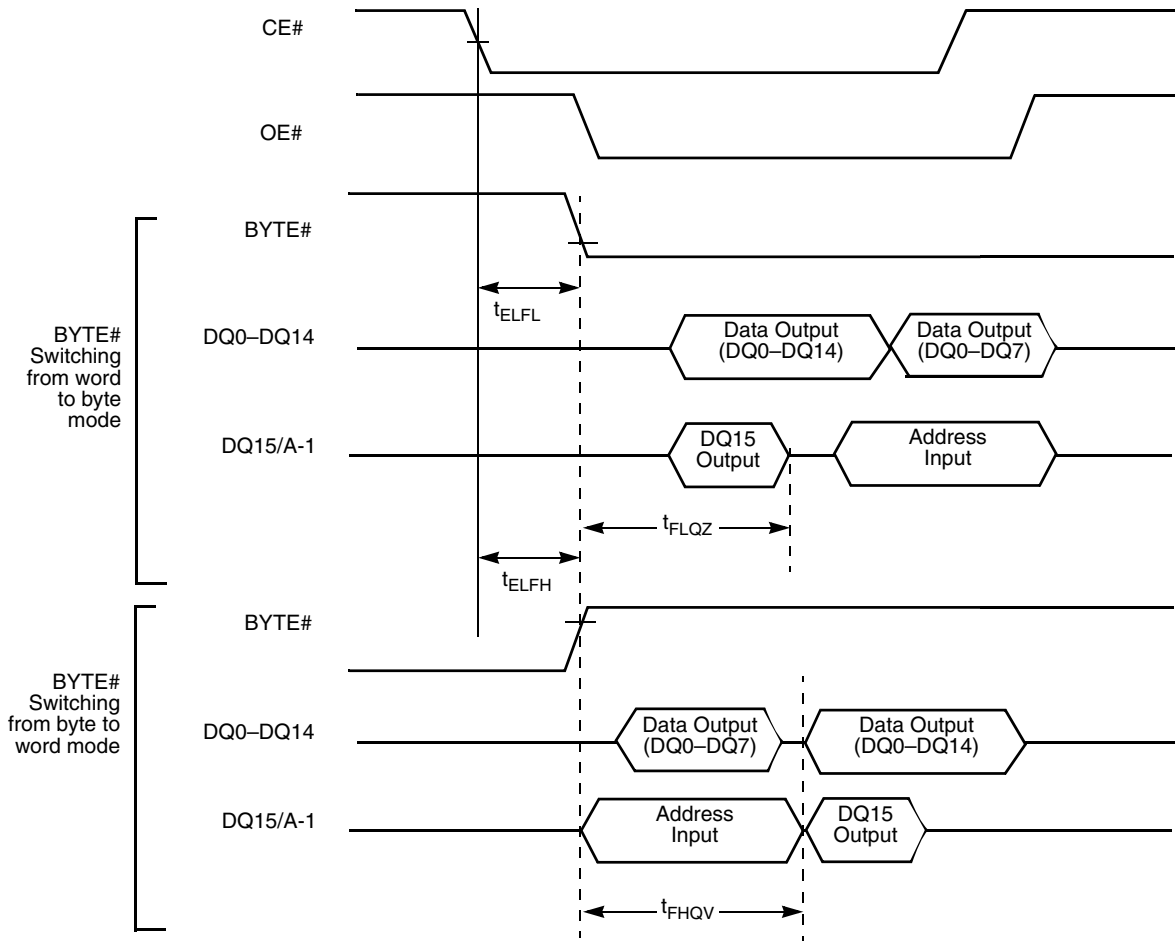 CE#
OE#
BYTE#
tELFL
BYTE#
Switching
from word
to byte
mode
DQ0–DQ14
Data Output
(DQ0–DQ14)
Data Output
(DQ0–DQ7)
DQ15/A-1
DQ15
Output
Address
Input
tFLQZ
tELFH
BYTE#
BYTE#
Switching
from byte to
word mode
DQ0–DQ14
Data Output
(DQ0–DQ7)
Data Output
(DQ0–DQ14)
DQ15/A-1
Address
Input
DQ15
Output
tFHQV